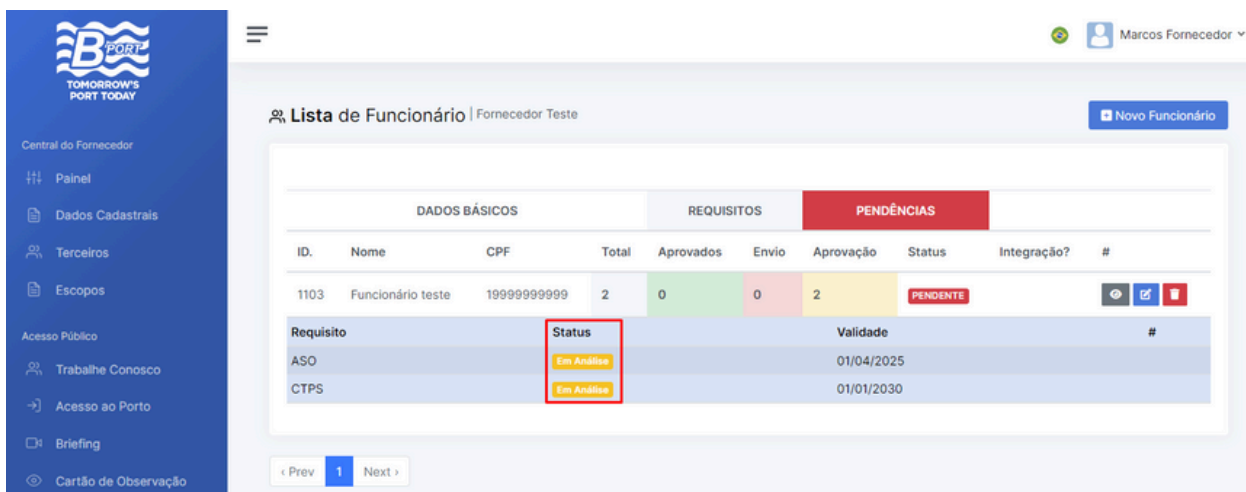 B PORT
TOMORROW'S
PORT TODAY
Marcos Fornecedor
Lista de Funcionário | Fornecedor Teste
Novo Funcionário
Central do Fornecedor
Painel
Dados Cadastrais
Terceiros
Escopos
Acesso Público
Trabalhe Conosco
Acesso ao Porto
Briefing
Cartão de Observação
DADOS BÁSICOS REQUISITOS PENDÊNCIAS
ID. Nome CPF Total Aprovados Envio Aprovação Status Integração? #
1103 Funcionário teste 19999999999 2 0 0 2 PENDENTE
Requisito Status Validade #
ASO Em Análise 01/04/2025
CTPS Em Análise 01/01/2030
‹ Prev 1 Next ›